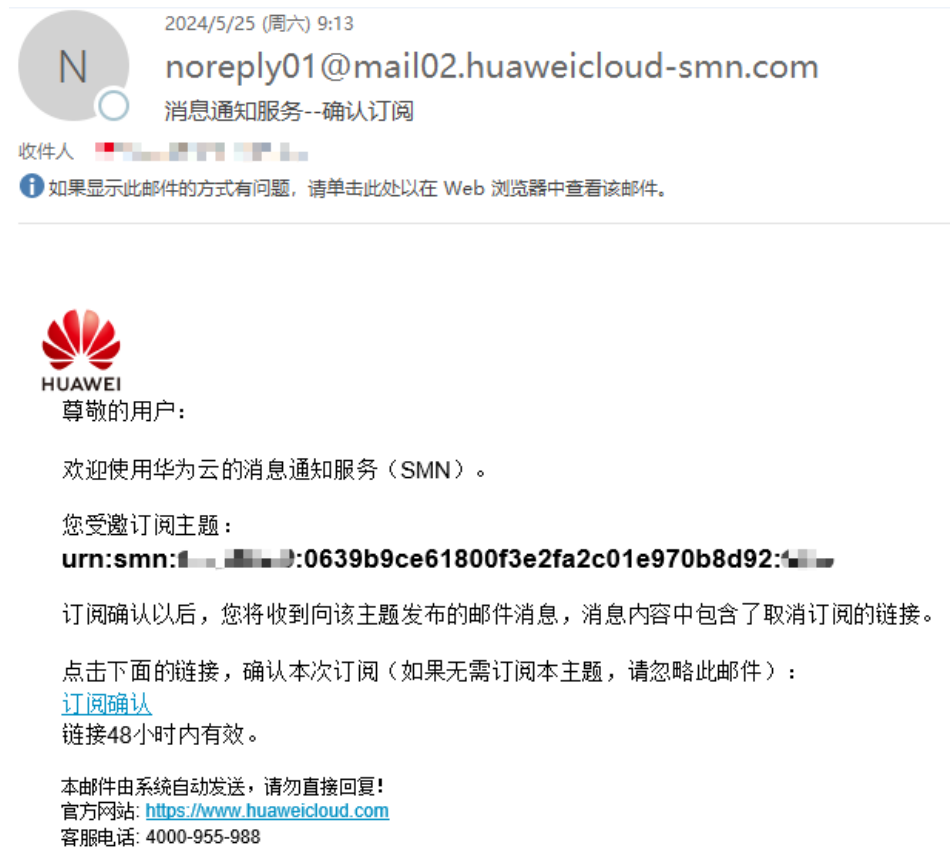 2024/5/25 (周六) 9:13
N
noreply01@mail02.huaweicloud-smn.com
消息通知服务--确认订阅
收件人
如果显示此邮件的方式有问题，请单击此处以在 Web 浏览器中查看该邮件。
HUAWEI
尊敬的用户：
欢迎使用华为云的消息通知服务（SMN）。
您受邀订阅主题：
urn:smn: :0639b9ce61800f3e2fa2c01e970b8d92:
订阅确认以后，您将收到向该主题发布的邮件消息，消息内容中包含了取消订阅的链接。
点击下面的链接，确认本次订阅（如果无需订阅本主题，请忽略此邮件）：
订阅确认
链接48小时内有效。
本邮件由系统自动发送，请勿直接回复！
官方网站: https://www.huaweicloud.com
客服电话: 4000-955-988